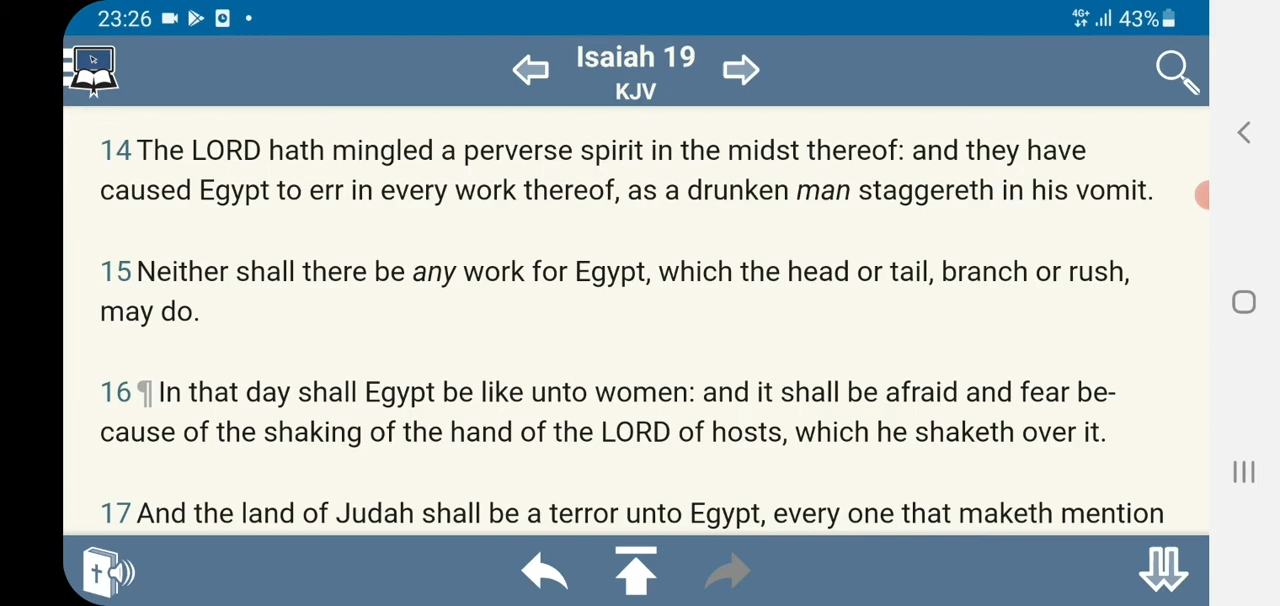 23:26
4G+ 43%
Isaiah 19
KJV
14 The LORD hath mingled a perverse spirit in the midst thereof: and they have
caused Egypt to err in every work thereof, as a drunken man staggereth in his vomit.
15 Neither shall there be any work for Egypt, which the head or tail, branch or rush,
may do.
16 ¶ In that day shall Egypt be like unto women: and it shall be afraid and fear be-
cause of the shaking of the hand of the LORD of hosts, which he shaketh over it.
17 And the land of Judah shall be a terror unto Egypt, every one that maketh mention